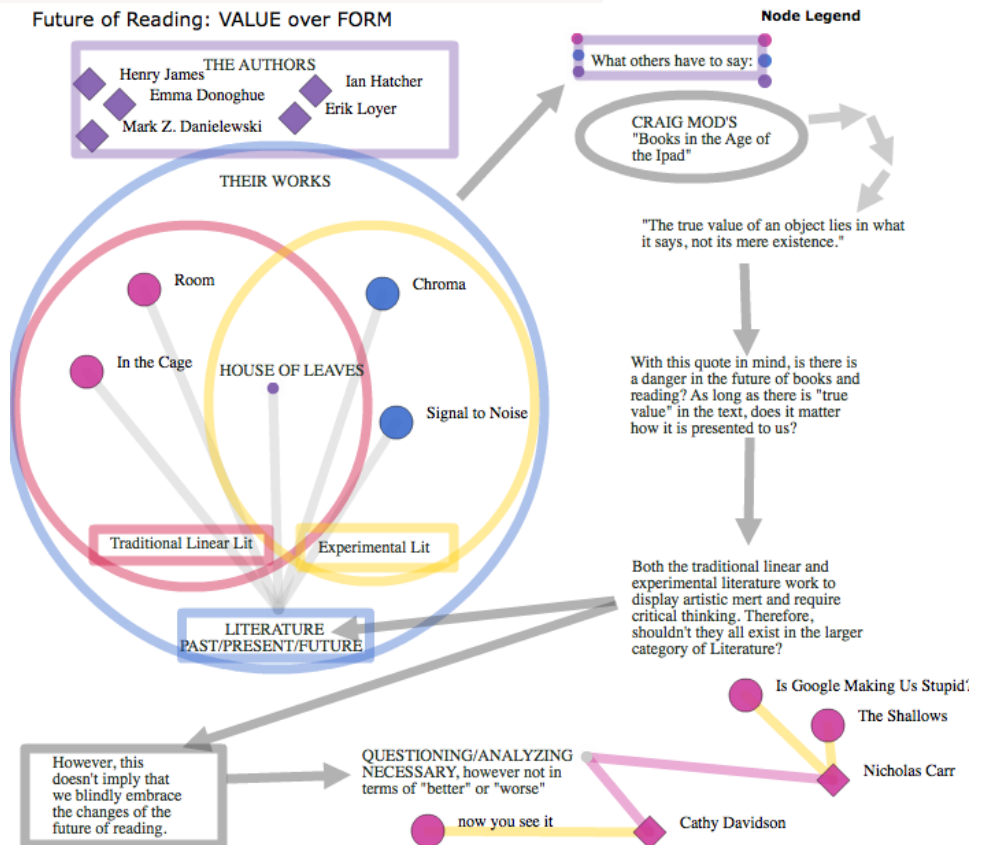 Future of Reading: VALUE over FORM
Node Legend
THE AUTHORS
Henry James
Emma Donoghue
Mark Z. Danielewski
Ian Hatcher
Erik Loyer
What others have to say:
CRAIG MOD'S
"Books in the Age of
the Ipad"
THEIR WORKS
"The true value of an object lies in what
it says, not its mere existence."
Room
Chroma
In the Cage
HOUSE OF LEAVES
Signal to Noise
With this quote in mind, is there is
a danger in the future of books and
reading? As long as there is "true
value" in the text, does it matter
how it is presented to us?
Traditional Linear Lit
Experimental Lit
LITERATURE
PAST/PRESENT/FUTURE
Both the traditional linear and
experimental literature work to
display artistic mert and require
critical thinking. Therefore,
shouldn't they all exist in the larger
category of Literature?
Is Google Making Us Stupid?
The Shallows
Nicholas Carr
However, this
doesn't imply that
we blindly embrace
the changes of the
future of reading.
QUESTIONING/ANALYZING
NECESSARY, however not in
terms of "better" or "worse"
now you see it
Cathy Davidson